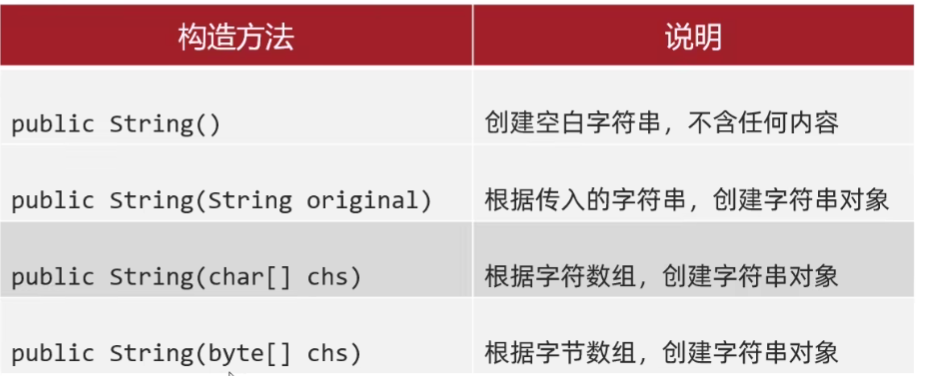 构造方法 说明
public String() 创建空白字符串，不含任何内容
public String(String original) 根据传入的字符串，创建字符串对象
public String(char[] chs) 根据字符数组，创建字符串对象
public String(byte[] chs) 根据字节数组，创建字符串对象